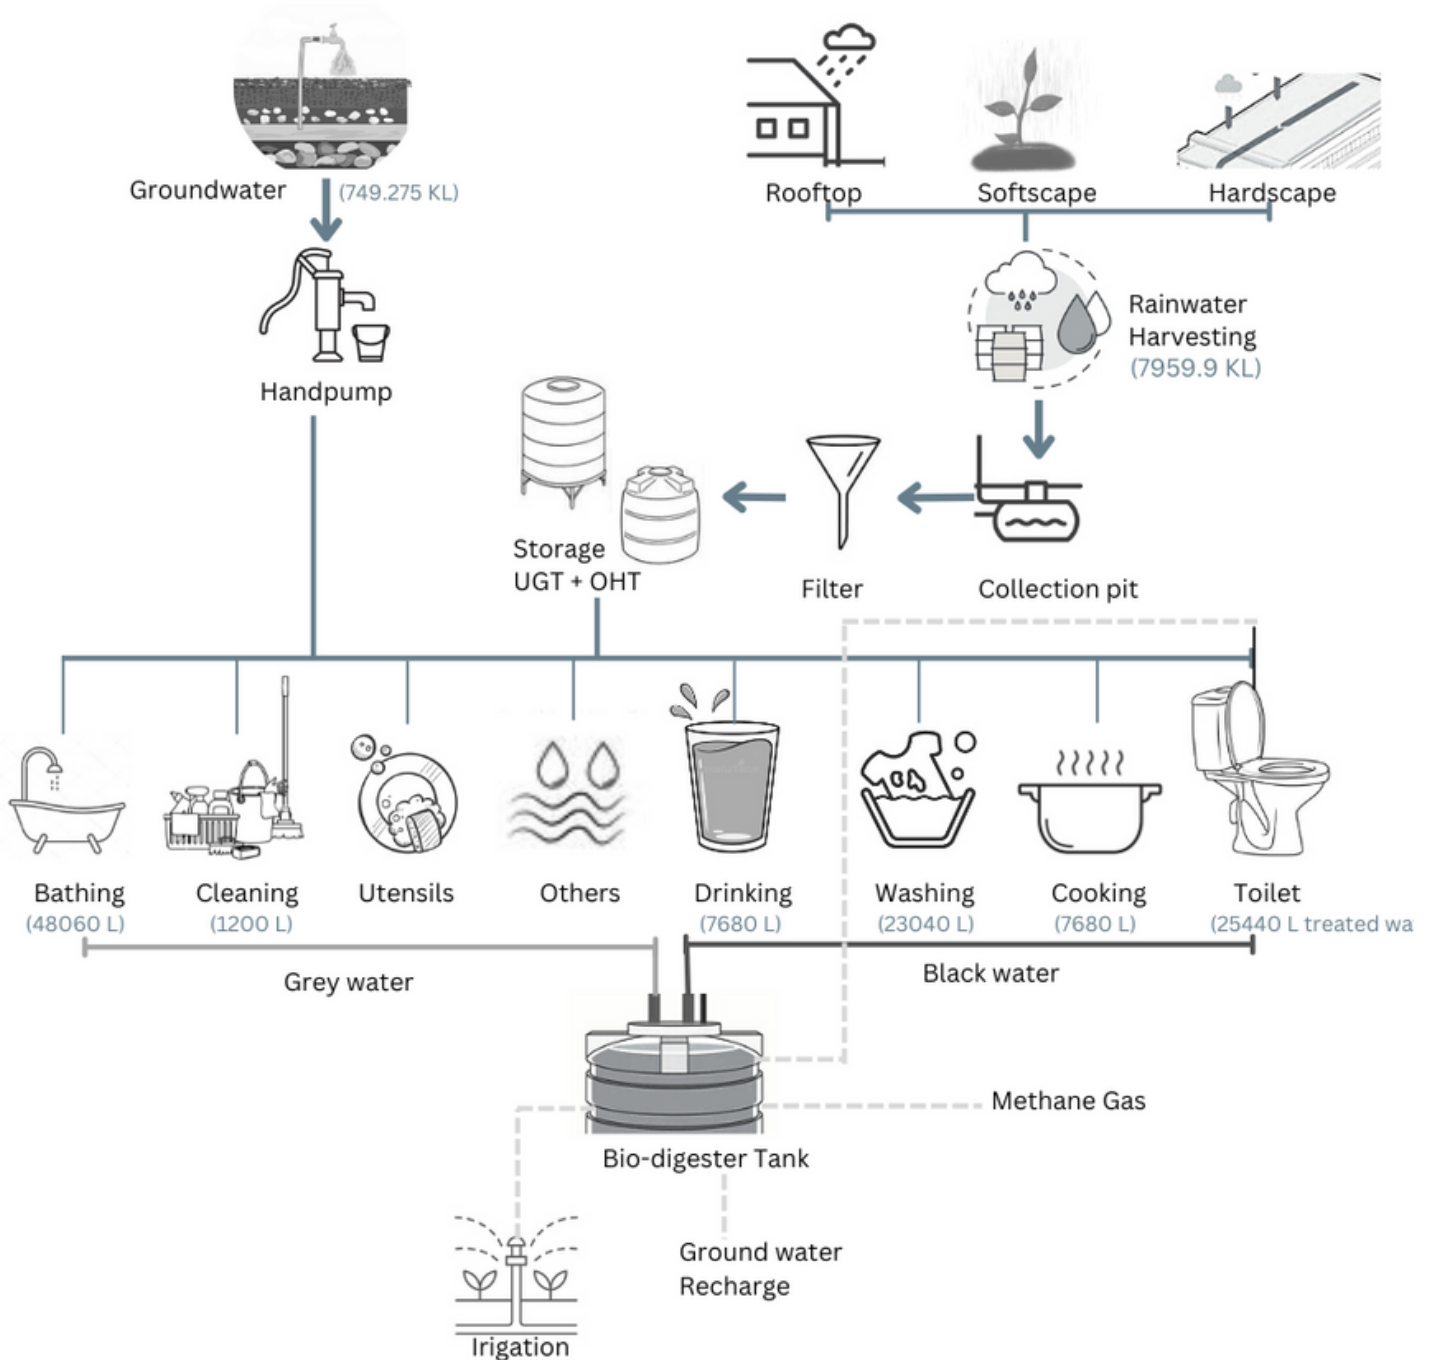 Groundwater
(749.275 KL)
Rooftop
Softscape
Hardscape
Handpump
Rainwater
Harvesting
(7959.9 KL)
Storage
UGT + OHT
Filter
Collection pit
Bathing
(48060 L)
Cleaning
(1200 L)
Utensils
Others
Drinking
(7680 L)
Washing
(23040 L)
Cooking
(7680 L)
Toilet
(25440 L treated wa
Grey water
Black water
Methane Gas
Bio-digester Tank
Ground water
Recharge
Irigation